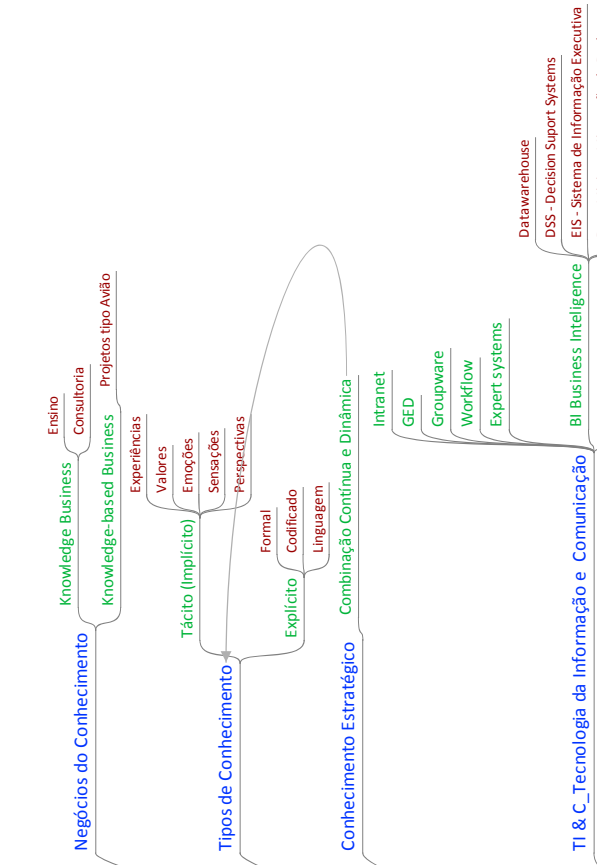 Negócios do Conhecimento
Knowledge Business
Ensino
Consultoria
Knowledge-based Business
Projetos tipo Avião
Tipos de Conhecimento
Tácito (Implícito)
Experiências
Valores
Emoções
Sensações
Perspectivas
Explícito
Formal
Codificado
Linguagem
Conhecimento Estratégico
Combinação Contínua e Dinâmica
TI & C_Tecnologia da Informação e Comunicação
Intranet
GED
Groupware
Workflow
Expert systems
BI Business Inteligence
Datawarehouse
DSS - Decision Suport Systems
EIS - Sistema de Informação Executiva